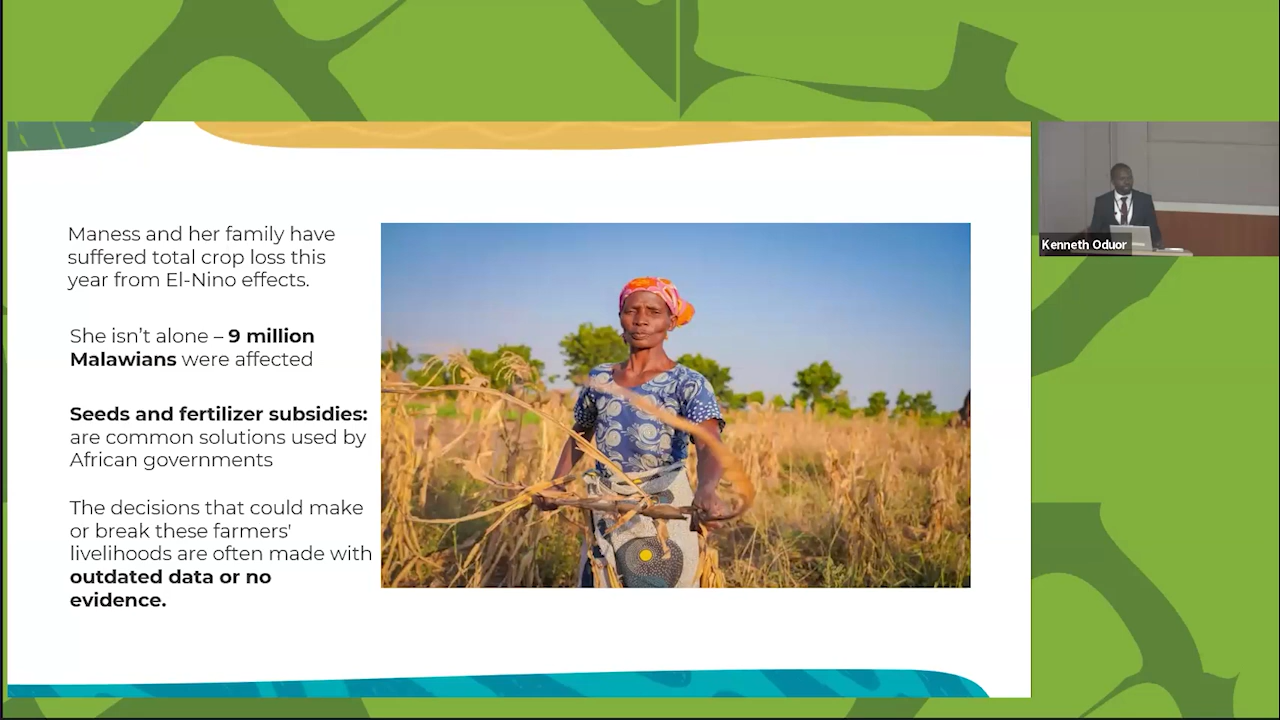 Maness and her family have
suffered total crop loss this
year from El-Nino effects.
She isn't alone – 9 million
Malawians were affected
Seeds and fertilizer subsidies:
are common solutions used by
African governments
The decisions that could make
or break these farmers'
livelihoods are often made with
outdated data or no
evidence.
Kenneth Oduor